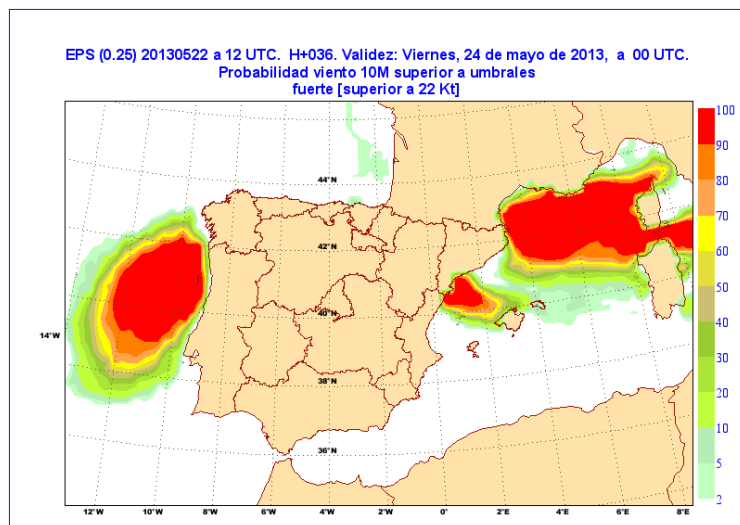 EPS (0.25) 20130522 a 12 UTC. H+036. Validez: Viernes, 24 de mayo de 2013, a 00 UTC.
Probabilidad viento 10M superior a umbrales
fuerte [superior a 22 Kt]
100
90
80
70
60
50
40
30
20
10
5
2
44°N
42°N
40°N
38°N
36°N
14°W
12°W
10°W
8°W
6°W
4°W
2°W
0°E
2°E
4°E
6°E
8°E